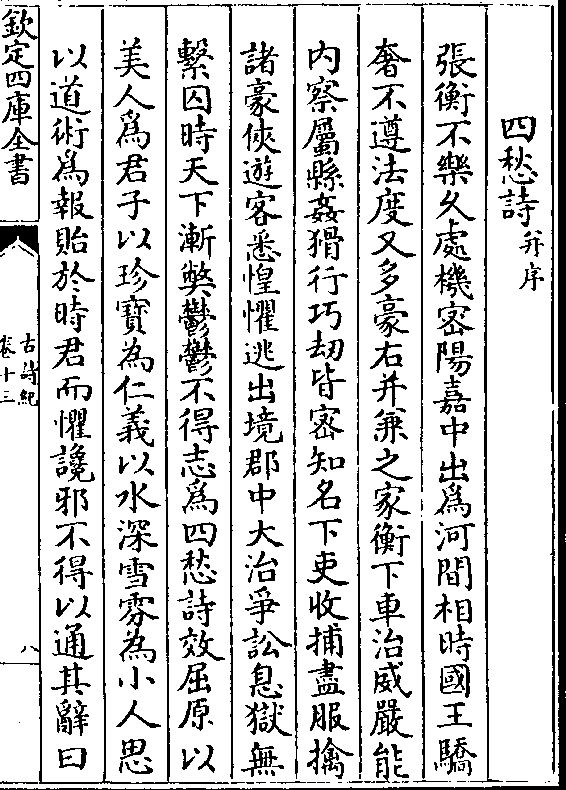 四愁詩并序
張衡不樂久處機密陽嘉中出爲河間相時國王驕
奢不遵法度又多豪右并兼之家衡下車治威嚴能
内察屬縣姦猾行巧刼皆密知名下吏收捕盡服擒
諸豪俠遊客悉惶懼逃出境郡中大治爭訟息獄無
繫囚時天下漸弊鬱鬱不得志爲四愁詩效屈原以
美人爲君子以珍寶為仁義以水深雪雰為小人思
以道術爲報貽於時君而懼讒邪不得以通其辭曰
欽定四庫全書
古詩紀
卷十三
八